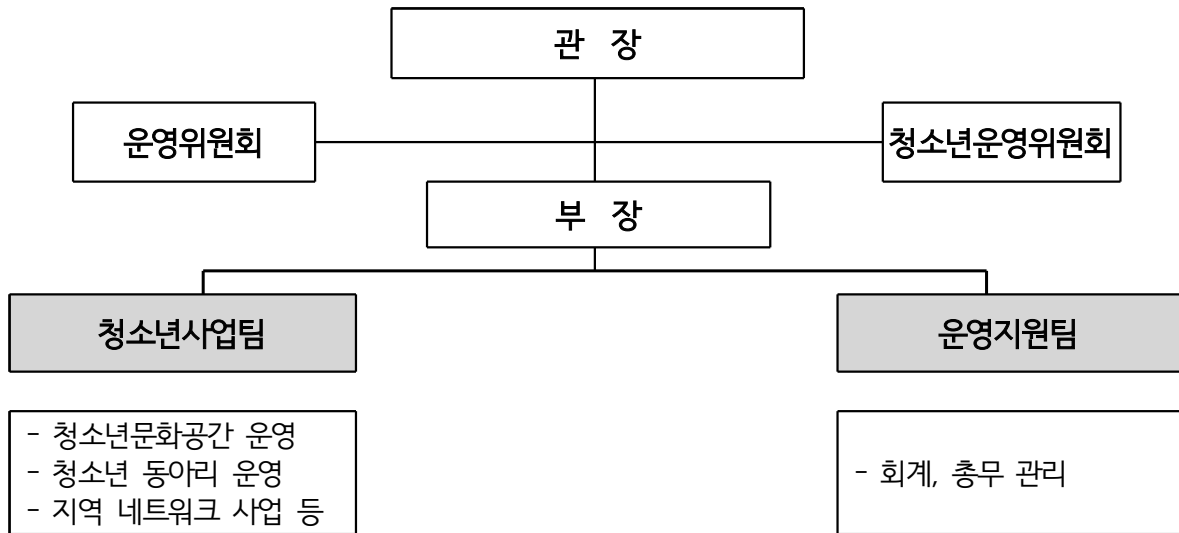 관 장
운영위원회
청소년운영위원회
부 장
청소년사업팀
운영지원팀
- 청소년문화공간 운영
- 청소년 동아리 운영
- 지역 네트워크 사업 등
- 회계, 총무 관리